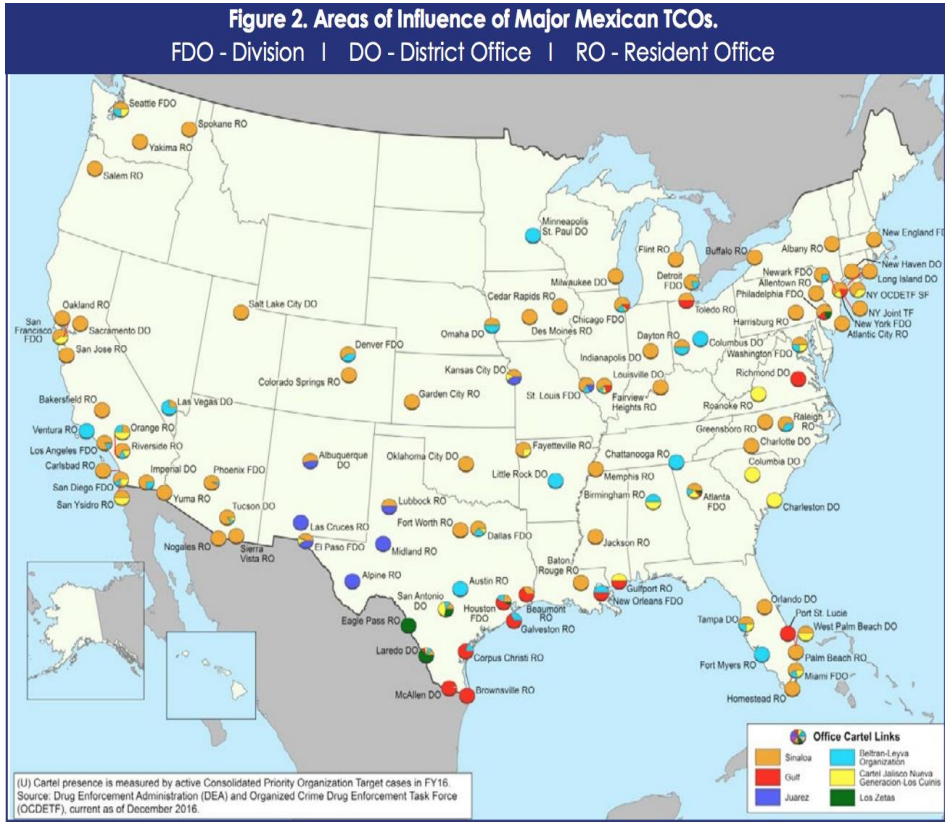 Figure 2. Areas of Influence of Major Mexican TCOs.
FDO - Division I DO - District Office I RO - Resident Office
Seattle FDO
Spokane RO
Yakima RO
Salem RO
Minneapolis
St. Paul DO
Flint RO
Buffalo RO
Albany RO
New England F
New Haven DO
Milwaukee DO
Detroit
FDO
Newark FDO
Long Island DO
Allentown RO
Oakland RO
Salt Lake City DO
Cedar Rapids RO
Chicago FDO
Toledo RO
Philadelphia FDO
NY OCDETF SF
San
Francisco
FDO
Sacramento DO
Omaha DO
Des Moines RO
Harrisburg RO
NY Joint TF
New York FDO
Atlantic City RO
San Jose RO
Denver FDO
Dayton RO
Columbus DO
Washington FDO
Indianapolis DO
Colorado Springs RO
Kansas City DO
Louisville DO
Richmond DO
Bakersfield RO
Las Vegas DO
Garden City RO
St. Louis FDO
Fairview
Heights RO
Roanoke RO
Ventura RO
Orange RO
Raleigh
RO
Greensboro RO
Los Angeles FDO
Riverside RO
Albuquerque
DO
Oklahoma City DO
Fayetteville RO
Chattanooga RO
Charlotte DO
Carlsbad RO
Imperial DO
Phoenix FDO
Little Rock DO
Memphis RO
Columbia DO
San Diego FDO
Yuma RO
Birmingham RO
Atlanta
FDO
San Ysidro RO
Tucson DO
Lubbock RO
Charleston DO
Las Cruces RO
Fort Worth RO
Dallas FDO
Nogales RO
Sierra
Vista RO
El Paso FDO
Midland RO
Jackson RO
Baton
Rouge RO
Alpine RO
Austin RO
Gulfport RO
San Antonio
DO
Houston
FDO
Beaumont
RO
New Orleans FDO
Orlando DO
Port St. Lucie
Eagle Pass RO
Galveston RO
Tampa DO
West Palm Beach DO
Laredo DO
Corpus Christi RO
Fort Myers RO
Palm Beach RO
Miami FDO
McAllen DO
Brownsville RO
Homestead RO
Office Cartel Links
Sinaloa
Beltran-Leyva
Organization
Gulf
Cartel Jalisco Nueva
Generacion-Los Cuinis
Juarez
Los Zetas
(U) Cartel presence is measured by active Consolidated Priority Organization Target cases in FY16.
Source: Drug Enforcement Administration (DEA) and Organized Crime Drug Enforcement Task Force
(OCDETF), current as of December 2016.